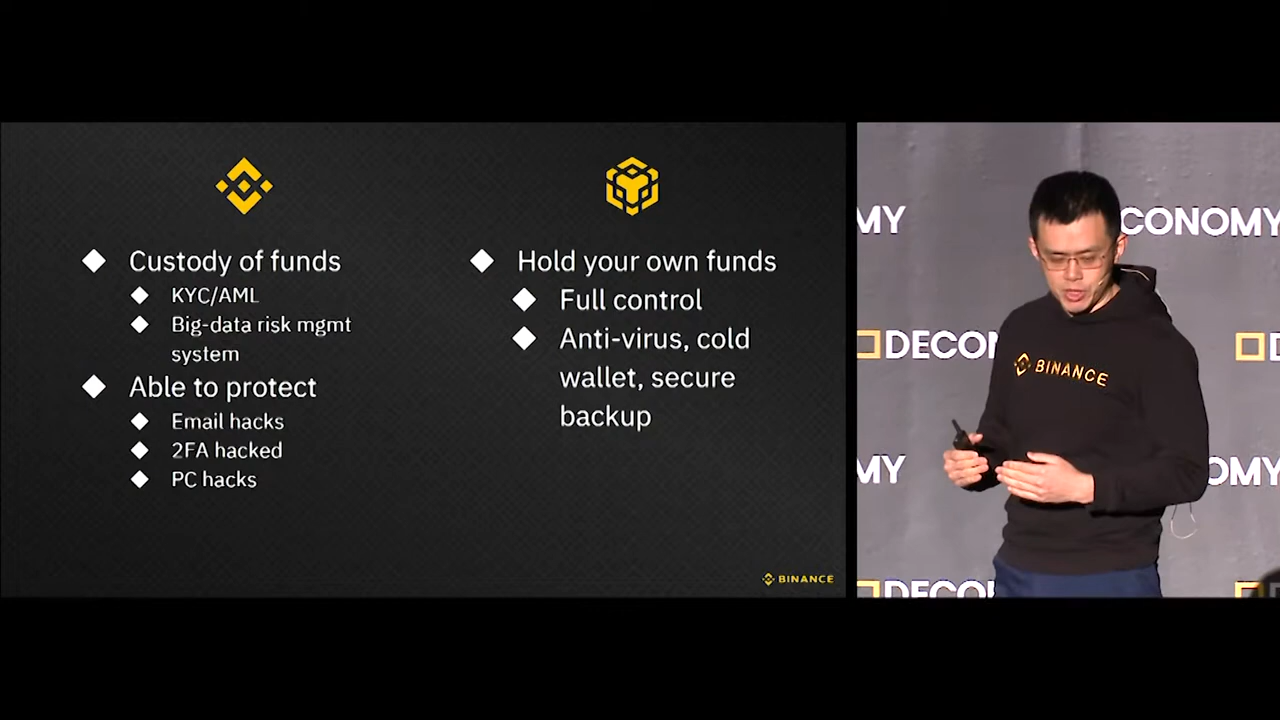 Custody of funds
KYC/AML
Big-data risk mgmt
system
Able to protect
Email hacks
2FA hacked
PC hacks
Hold your own funds
Full control
Anti-virus, cold
wallet, secure
backup
BINANCE
MY
CONOMY
DECON
BINANCE
MY
OMY
DECONO